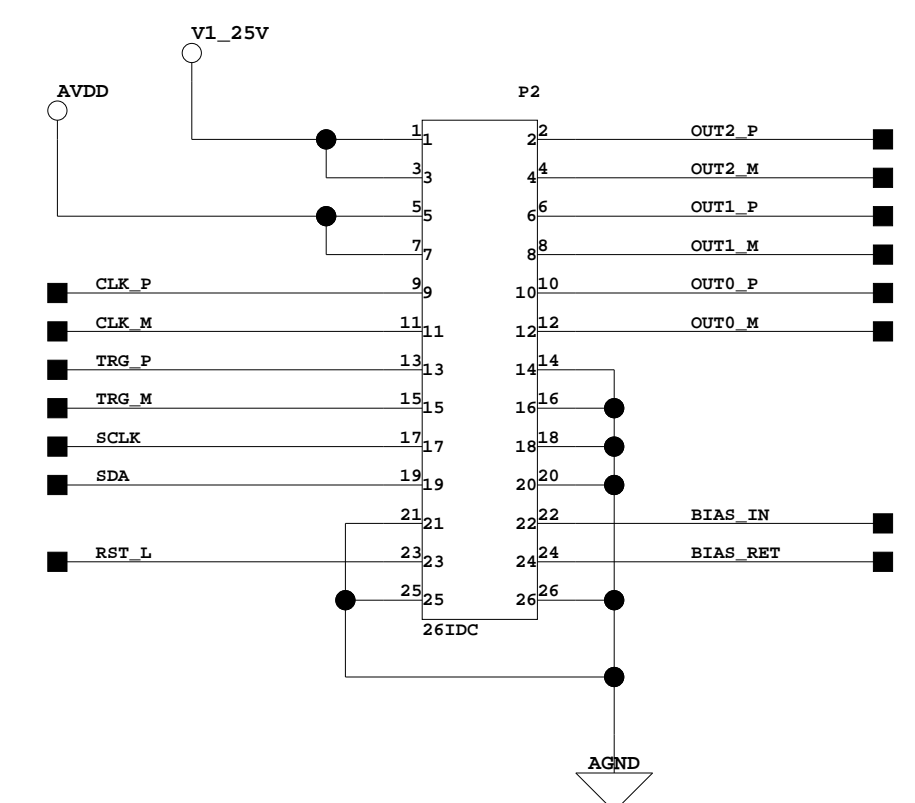 V1_25V
AVDD
P2
1 1 2 2 OUT2_P
3 3 4 4 OUT2_M
5 5 6 6 OUT1_P
7 7 8 8 OUT1_M
CLK_P 9 9 10 10 OUT0_P
CLK_M 11 11 12 12 OUT0_M
TRG_P 13 13 14 14
TRG_M 15 15 16 16
SCLK 17 17 18 18
SDA 19 19 20 20
21 21 22 22 BIAS_IN
RST_L 23 23 24 24 BIAS_RET
25 25 26 26
26IDC
AGND